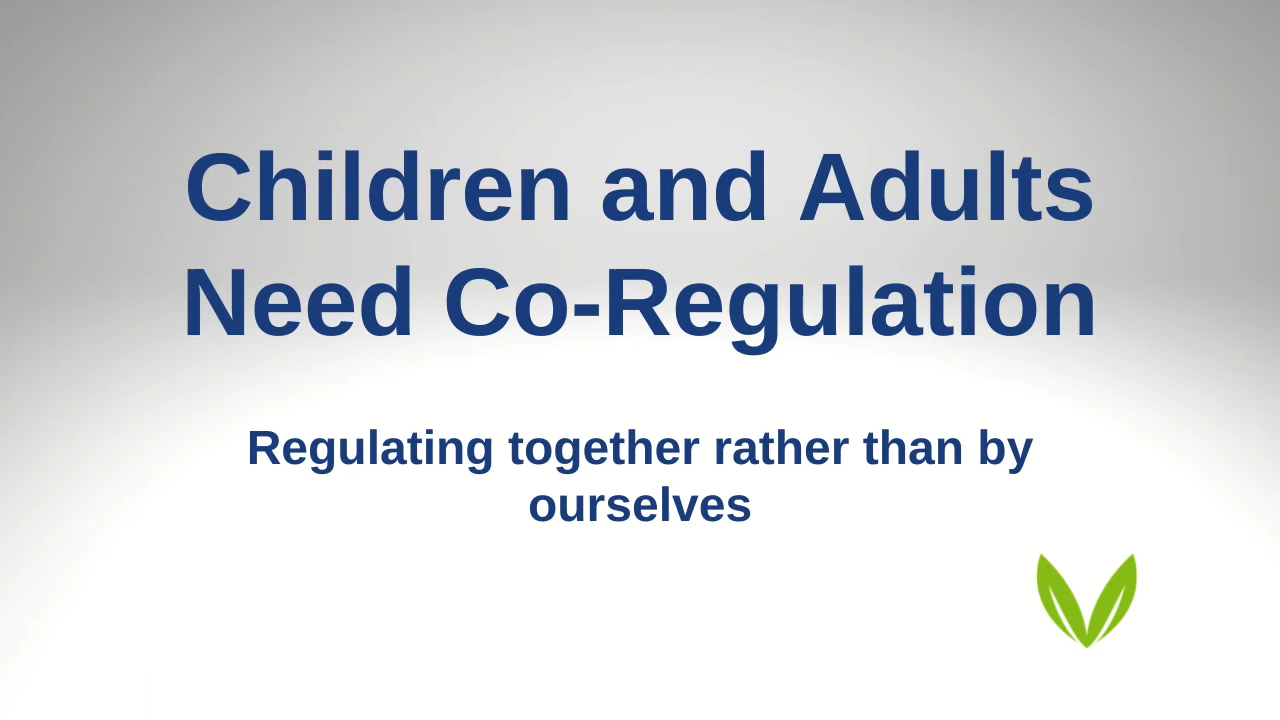 Children and Adults
Need Co-Regulation
Regulating together rather than by
ourselves